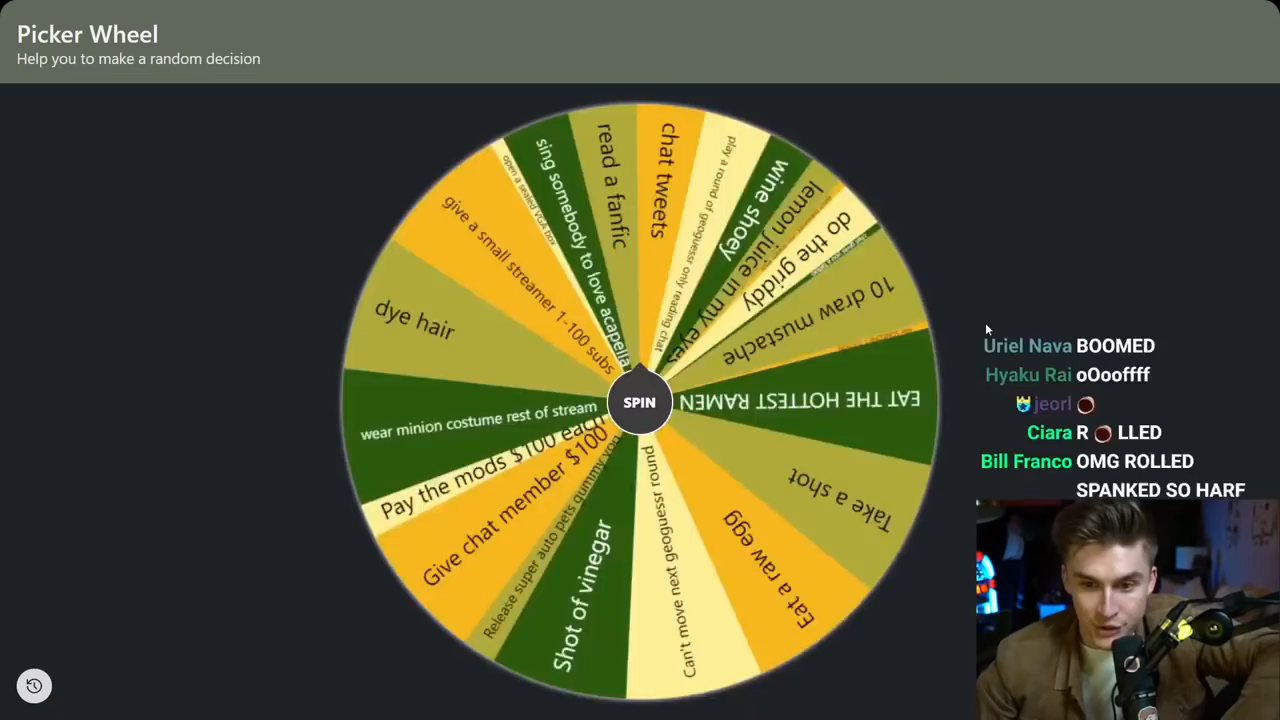 Picker Wheel
Help you to make a random decision
chat tweets
play a round of geoguessr only reading chat
wine shoey
lemon juice in my eyes
do the griddy
10 draw mustache
EAT THE HOTTEST RAMEN
Take a shot
Eat a raw egg
Can't move next geoguessr round
Shot of vinegar
Release super auto pets gummy you
Give chat member $100
Pay the mods $100 each
wear minion costume rest of stream
dye hair
give a small streamer 1-100 subs
open a sealed VGA box
sing somebody to love acapella
read a fanfic
SPIN
Uriel Nava BOOMED
Hyaku Rai oOooffff
jeorl
Ciara R LLED
Bill Franco OMG ROLLED
SPANKED SO HARF